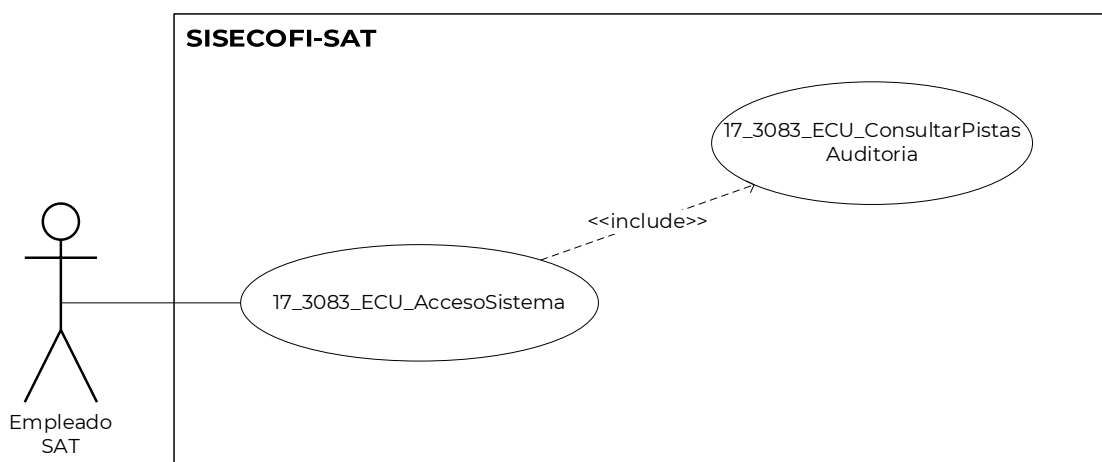 SISECOFI-SAT
17_3083_ECU_ConsultarPistas
Auditoria
<<include>>
17_3083_ECU_AccesoSistema
Empleado
SAT